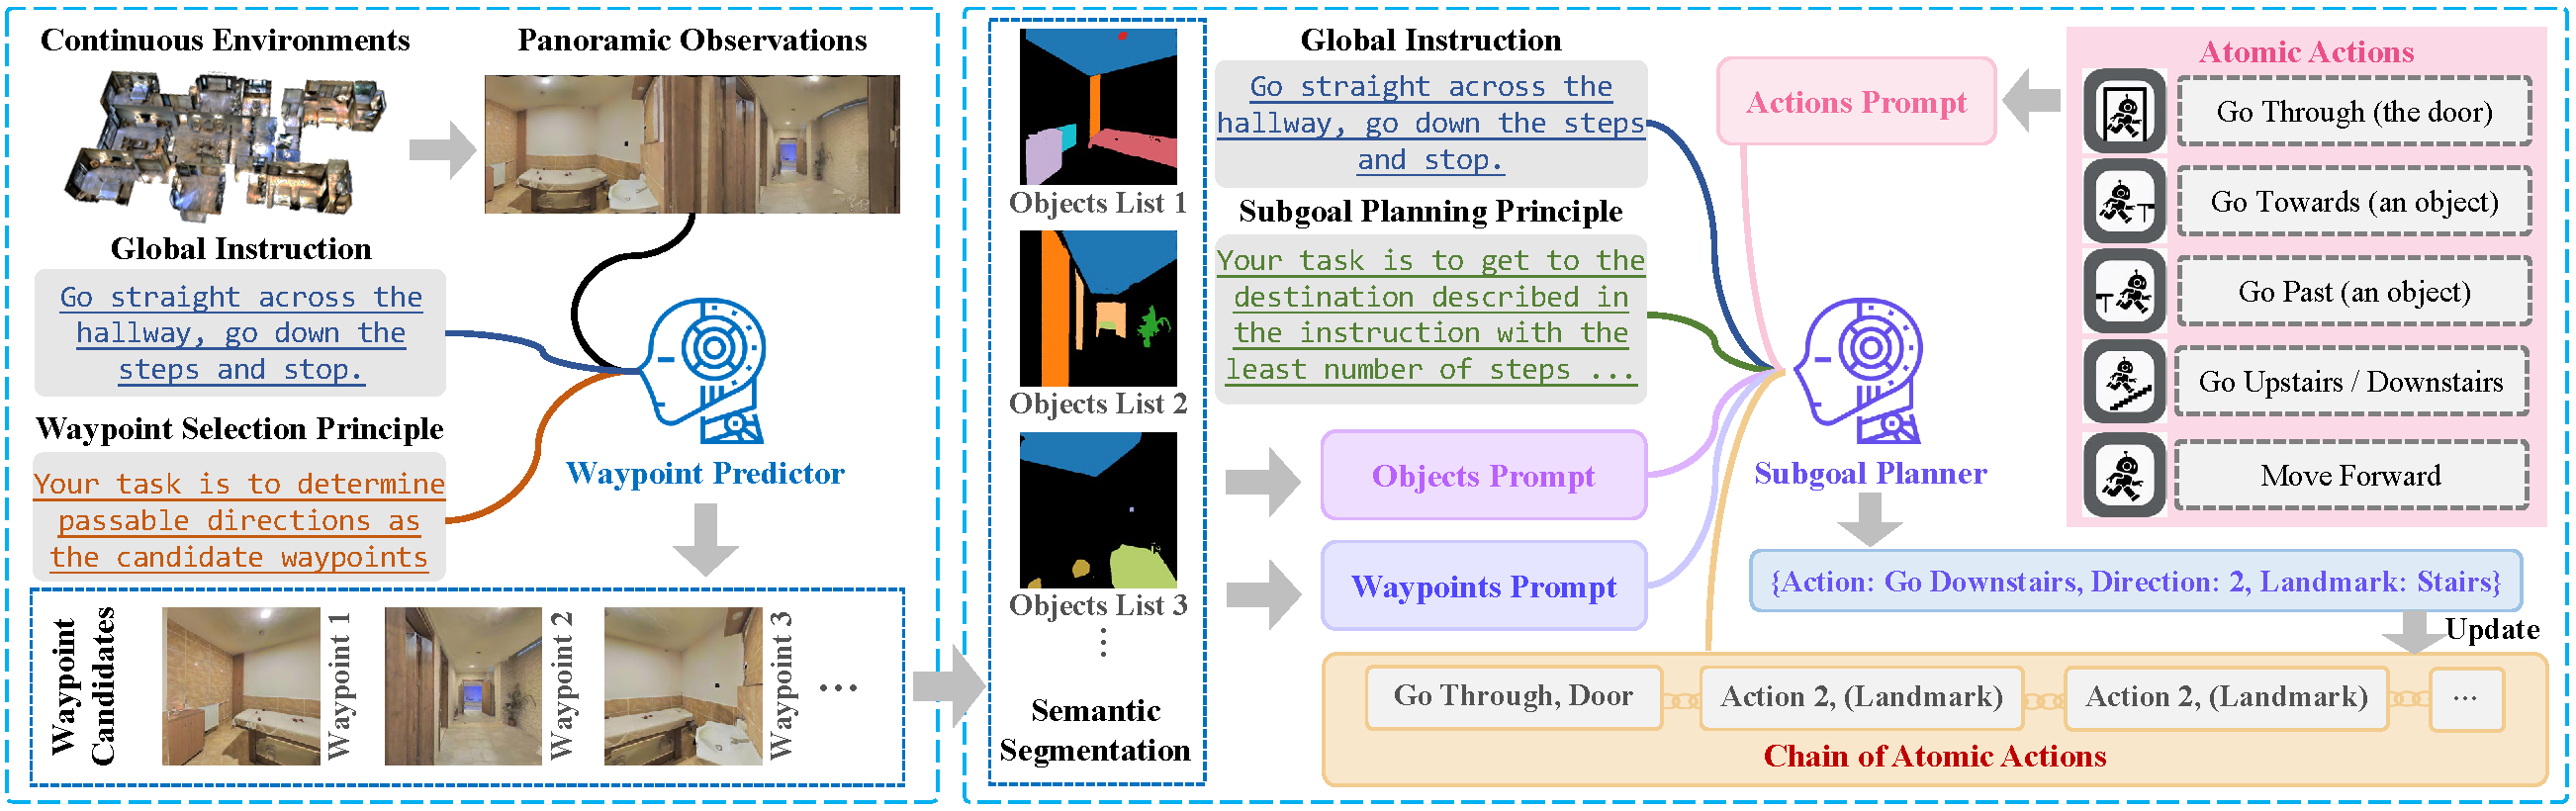 Continuous Environments
Panoramic Observations
Global Instruction
Go straight across the
hallway, go down the
steps and stop.
Waypoint Selection Principle
Your task is to determine
passable directions as
the candidate waypoints
Waypoint Predictor
Waypoint
Candidates
Waypoint 1
Waypoint 2
Waypoint 3
...
Objects List 1
Objects List 2
Objects List 3
...
Semantic
Segmentation
Global Instruction
Go straight across the
hallway, go down the steps
and stop.
Subgoal Planning Principle
Your task is to get to the
destination described in
the instruction with the
least number of steps ...
Objects Prompt
Waypoints Prompt
Actions Prompt
Subgoal Planner
Atomic Actions
Go Through (the door)
Go Towards (an object)
Go Past (an object)
Go Upstairs / Downstairs
Move Forward
{Action: Go Downstairs, Direction: 2, Landmark: Stairs}
Update
Go Through, Door
Action 2, (Landmark)
Action 2, (Landmark)
...
Chain of Atomic Actions